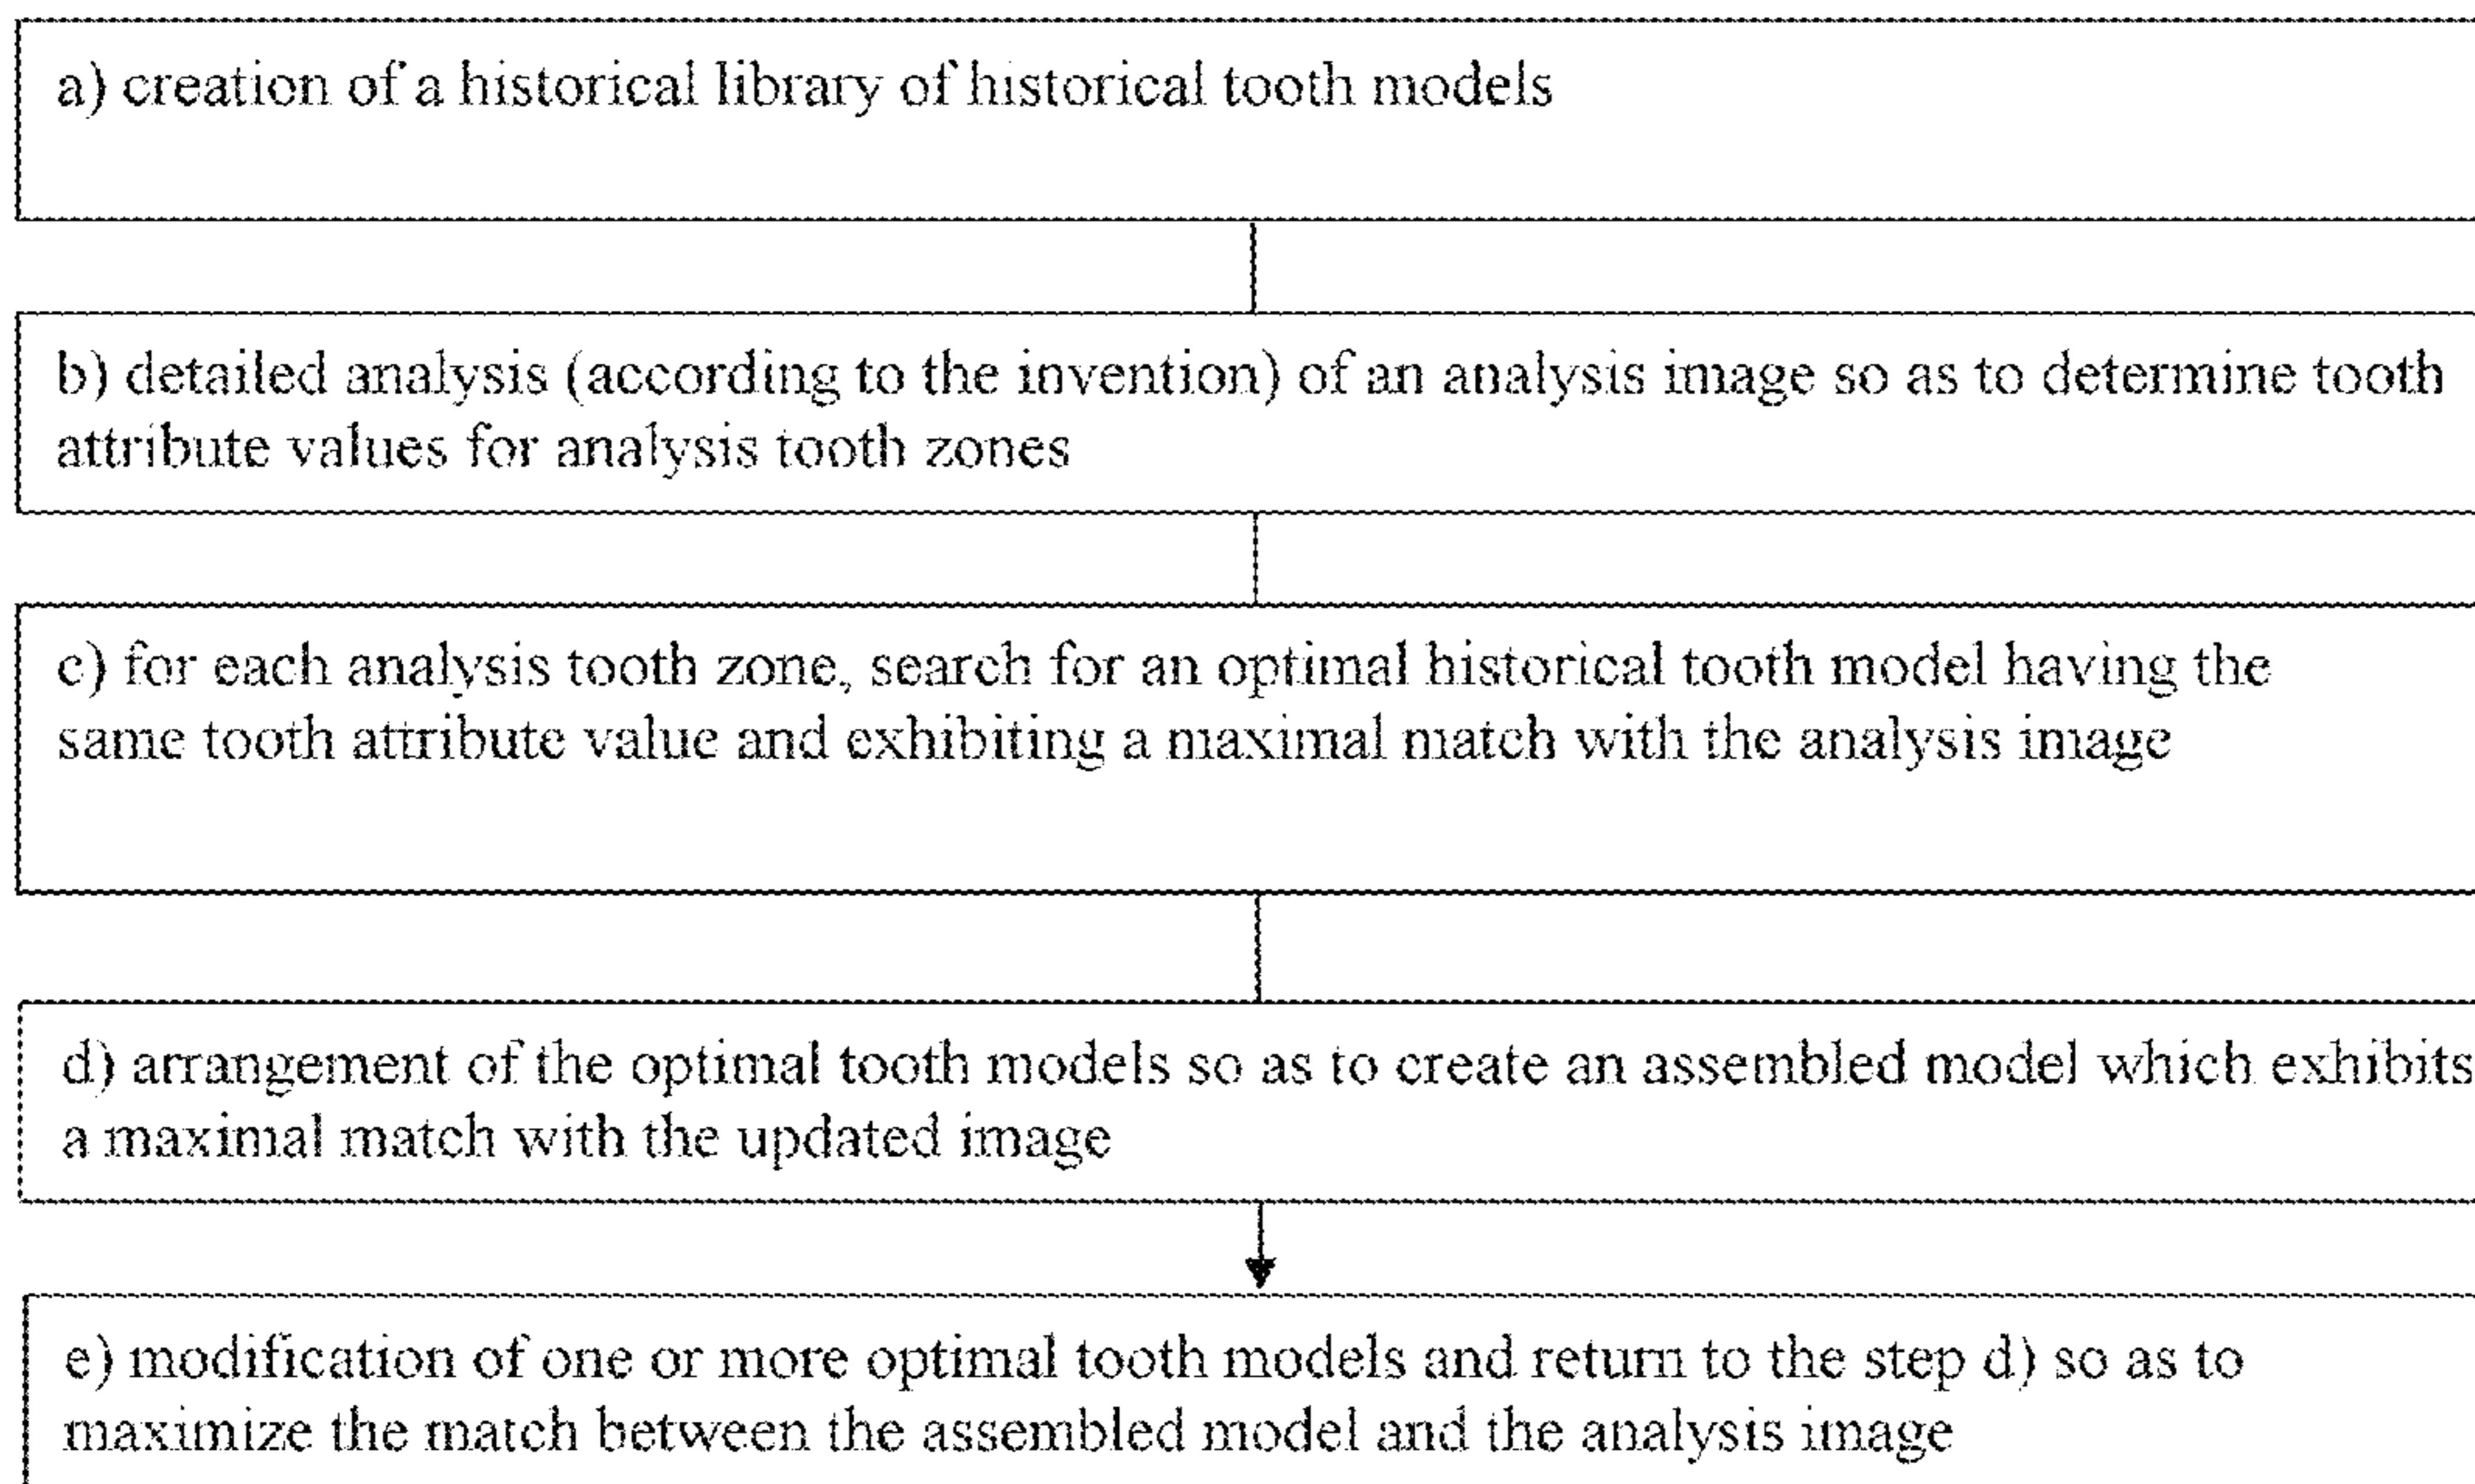 a) creation of a historical library of historical tooth models
b) detailed analysis (according to the invention) of an analysis image so as to determine tooth
attribute values for analysis tooth zones
c) for each analysis tooth zone, search for an optimal historical tooth model having the
same tooth attribute value and exhibiting a maximal match with the analysis image
d) arrangement of the optimal tooth models so as to create an assembled model which exhibits
a maximal match with the updated image
e) modification of one or more optimal tooth models and return to the step d) so as to
maximize the match between the assembled model and the analysis image